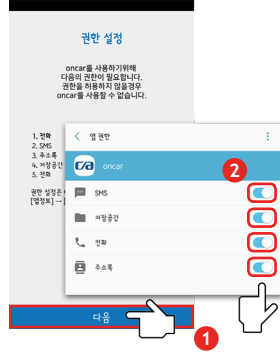 권한 설정
oncar를 사용하기위해
다음의 권한이 필요합니다.
권한을 허용하지 않을경우
oncar를 사용할 수 없습니다.
1. 전화
2. SMS
3. 주소록
4. 저장공간
5. 전화
권한 설정은
[앱정보] → [
앱 권한
oncar
2
SMS
저장공간
전화
주소록
다음
1